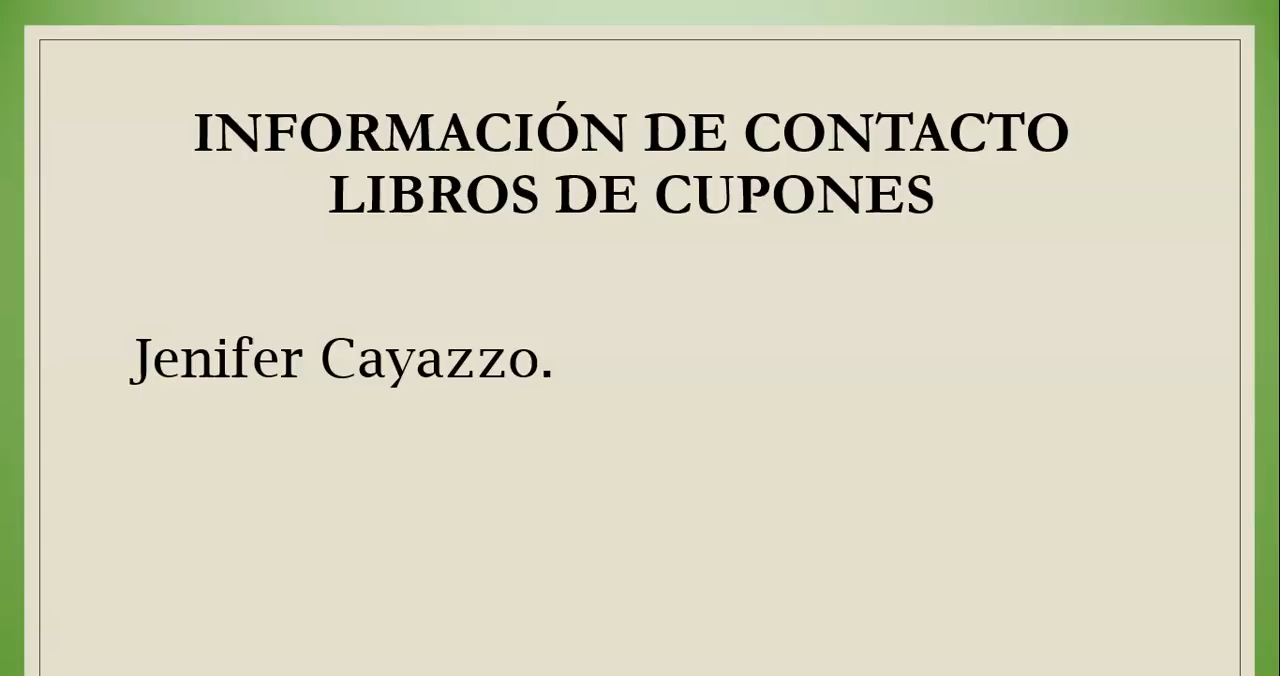 INFORMACIÓN DE CONTACTO
LIBROS DE CUPONES
Jenifer Cayazzo.